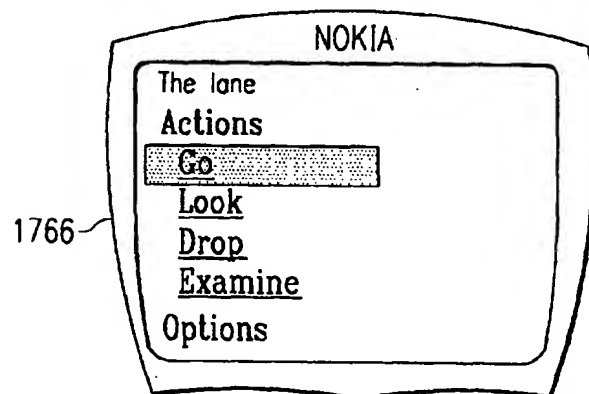 NOKIA
The lane
Actions
Go
Look
Drop
Examine
Options
1766